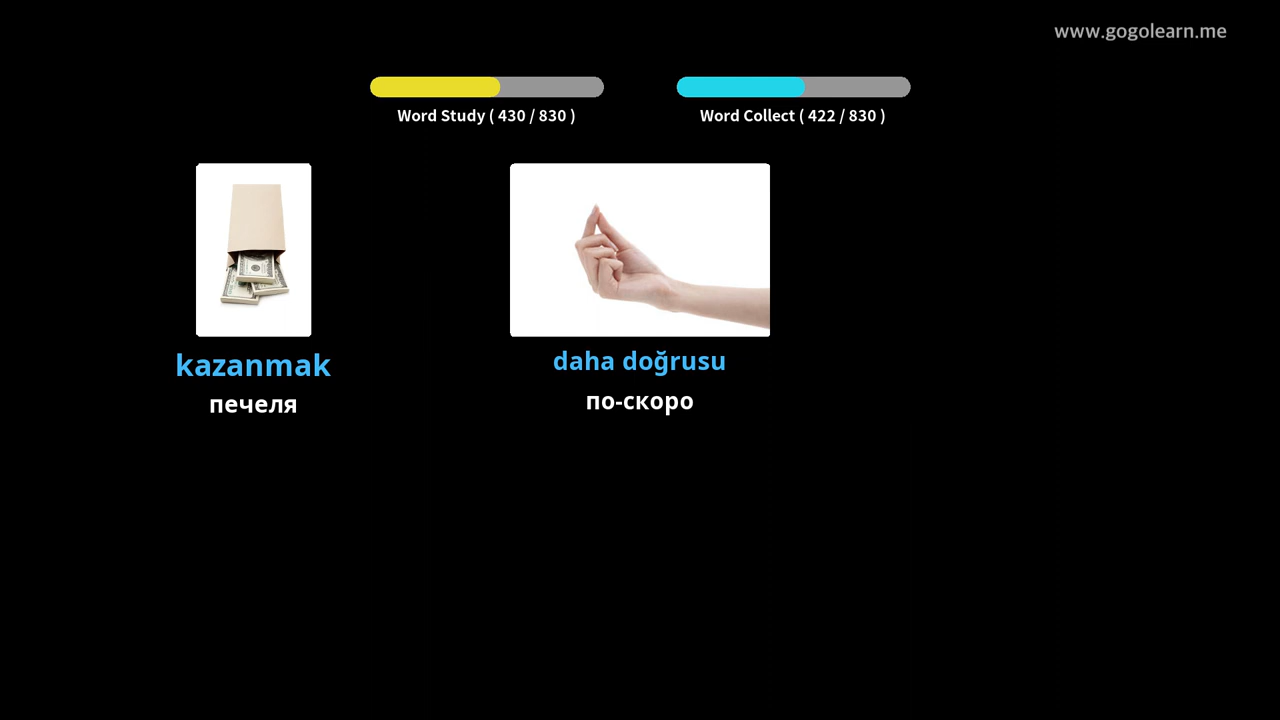 www.gogolearn.me
Word Study ( 430 / 830 )
Word Collect ( 422 / 830 )
kazanmak
печеля
daha doğrusu
по-скоро